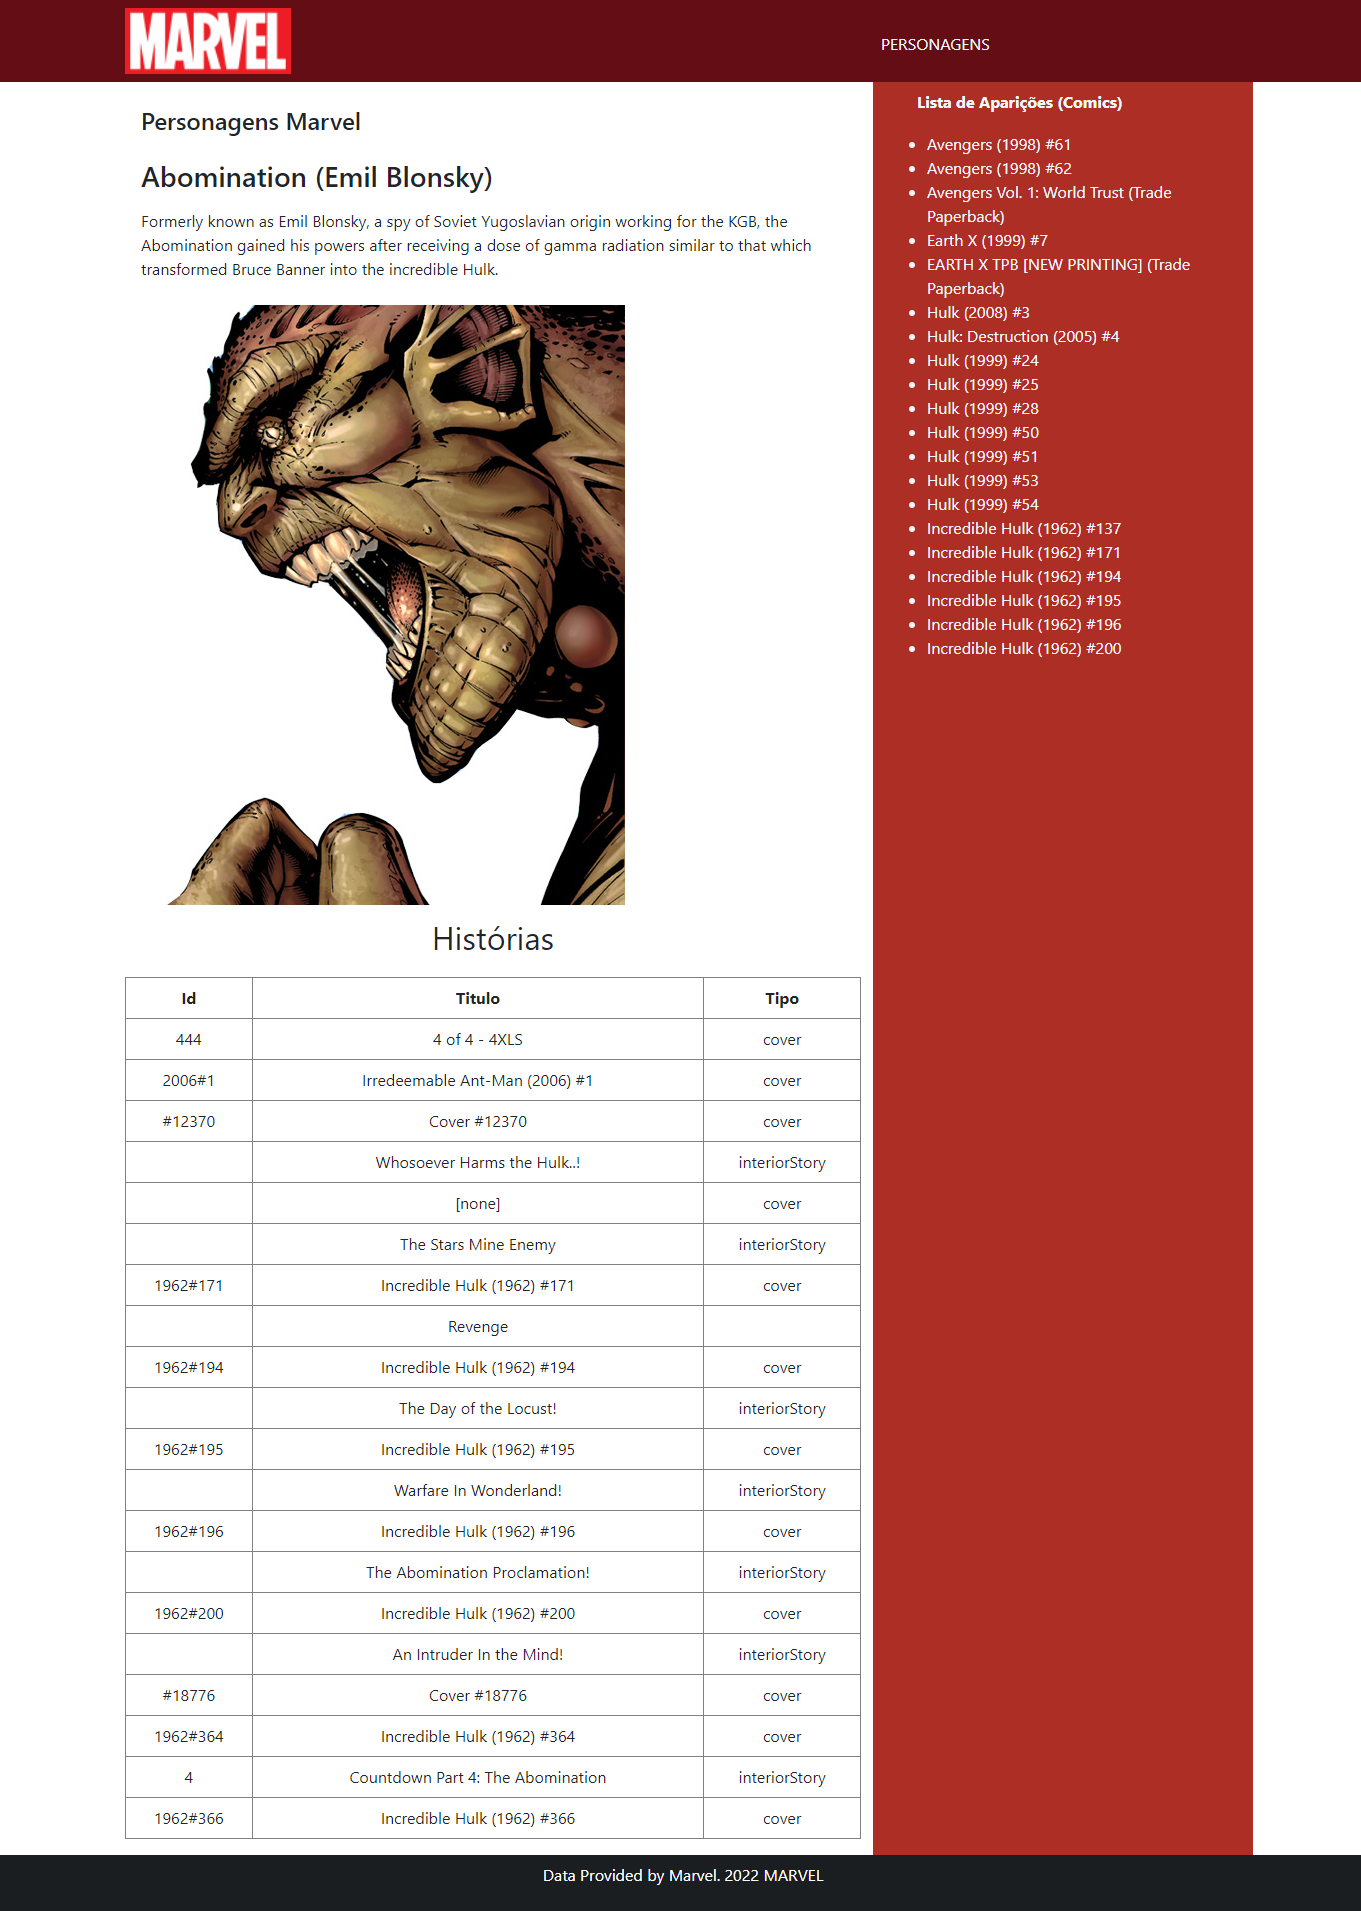 MARVEL
PERSONAGENS
Personagens Marvel
Abomination (Emil Blonsky)
Formerly known as Emil Blonsky, a spy of Soviet Yugoslavian origin working for the KGB, the
Abomination gained his powers after receiving a dose of gamma radiation similar to that which
transformed Bruce Banner into the incredible Hulk.
Histórias
Id Titulo Tipo
444 4 of 4 - 4XLS cover
2006#1 Irredeemable Ant-Man (2006) #1 cover
#12370 Cover #12370 cover
Whosoever Harms the Hulk..! interiorStory
[none] cover
The Stars Mine Enemy interiorStory
1962#171 Incredible Hulk (1962) #171 cover
Revenge
1962#194 Incredible Hulk (1962) #194 cover
The Day of the Locust! interiorStory
1962#195 Incredible Hulk (1962) #195 cover
Warfare In Wonderland! interiorStory
1962#196 Incredible Hulk (1962) #196 cover
The Abomination Proclamation! interiorStory
1962#200 Incredible Hulk (1962) #200 cover
An Intruder In the Mind! interiorStory
#18776 Cover #18776 cover
1962#364 Incredible Hulk (1962) #364 cover
4 Countdown Part 4: The Abomination interiorStory
1962#366 Incredible Hulk (1962) #366 cover
Lista de Aparições (Comics)
Avengers (1998) #61
Avengers (1998) #62
Avengers Vol. 1: World Trust (Trade
Paperback)
Earth X (1999) #7
EARTH X TPB [NEW PRINTING] (Trade
Paperback)
Hulk (2008) #3
Hulk: Destruction (2005) #4
Hulk (1999) #24
Hulk (1999) #25
Hulk (1999) #28
Hulk (1999) #50
Hulk (1999) #51
Hulk (1999) #53
Hulk (1999) #54
Incredible Hulk (1962) #137
Incredible Hulk (1962) #171
Incredible Hulk (1962) #194
Incredible Hulk (1962) #195
Incredible Hulk (1962) #196
Incredible Hulk (1962) #200
Data Provided by Marvel. 2022 MARVEL